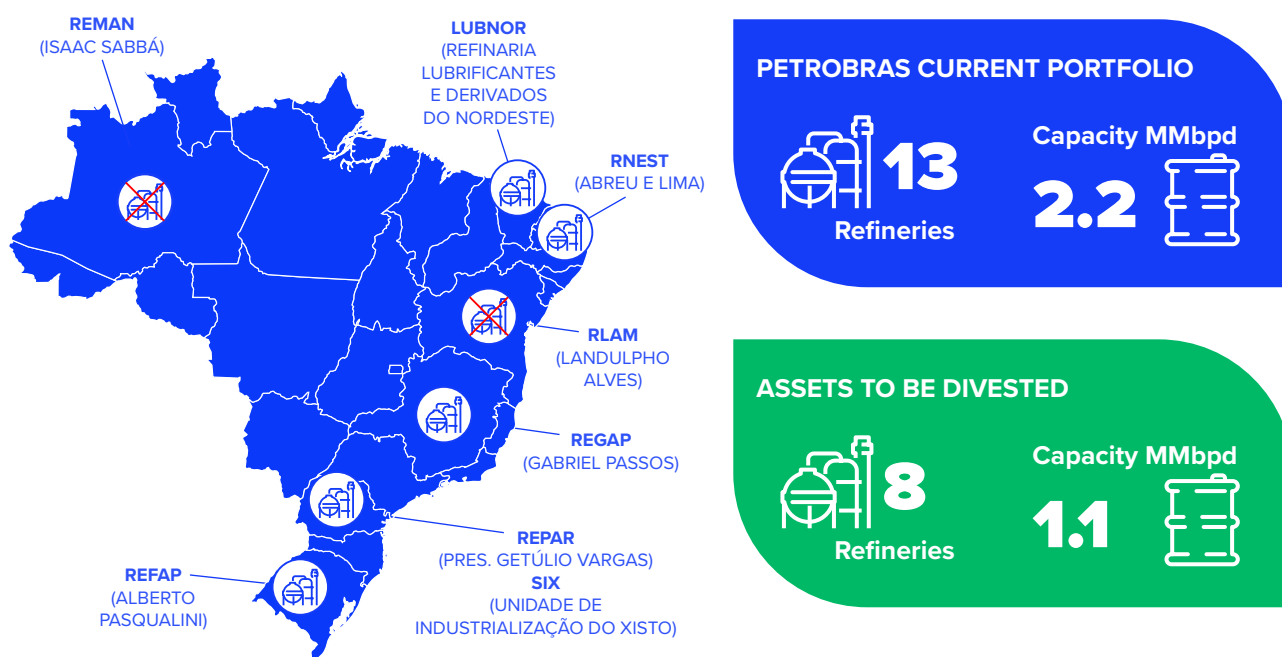 REMAN
(ISAAC SABBÁ)
LUBNOR
(REFINARIA
LUBRIFICANTES
E DERIVADOS
DO NORDESTE)
RNEST
(ABREU E LIMA)
RLAM
(LANDULPHO
ALVES)
REGAP
(GABRIEL PASSOS)
REPAR
(PRES. GETÚLIO VARGAS)
SIX
(UNIDADE DE
INDUSTRIALIZAÇÃO DO XISTO)
REFAP
(ALBERTO
PASQUALINI)
PETROBRAS CURRENT PORTFOLIO
13
Refineries
Capacity MMbpd
2.2
ASSETS TO BE DIVESTED
8
Refineries
Capacity MMbpd
1.1